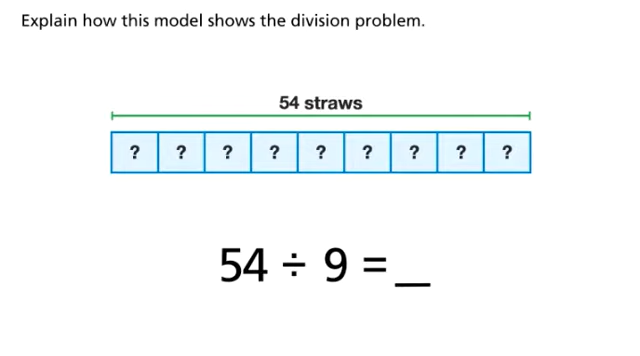 Explain how this model shows the division problem.
54 straws
? ? ? ? ? ? ? ? ?
54 ÷ 9 = _